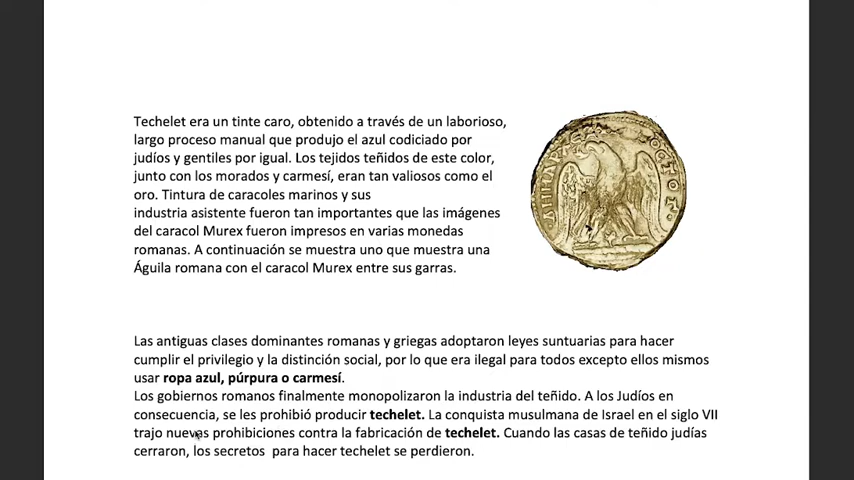 Techelet era un tinte caro, obtenido a través de un laborioso,
largo proceso manual que produjo el azul codiciado por
judíos y gentiles por igual. Los tejidos teñidos de este color,
junto con los morados y carmesí, eran tan valiosos como el
oro. Tintura de caracoles marinos y sus
industria asistente fueron tan importantes que las imágenes
del caracol Murex fueron impresos en varias monedas
romanas. A continuación se muestra uno que muestra una
Águila romana con el caracol Murex entre sus garras.
Las antiguas clases dominantes romanas y griegas adoptaron leyes suntuarias para hacer
cumplir el privilegio y la distinción social, por lo que era ilegal para todos excepto ellos mismos
usar ropa azul, púrpura o carmesí.
Los gobiernos romanos finalmente monopolizaron la industria del teñido. A los Judíos en
consecuencia, se les prohibió producir techelet. La conquista musulmana de Israel en el siglo VII
trajo nuevas prohibiciones contra la fabricación de techelet. Cuando las casas de teñido judías
cerraron, los secretos  para hacer techelet se perdieron.